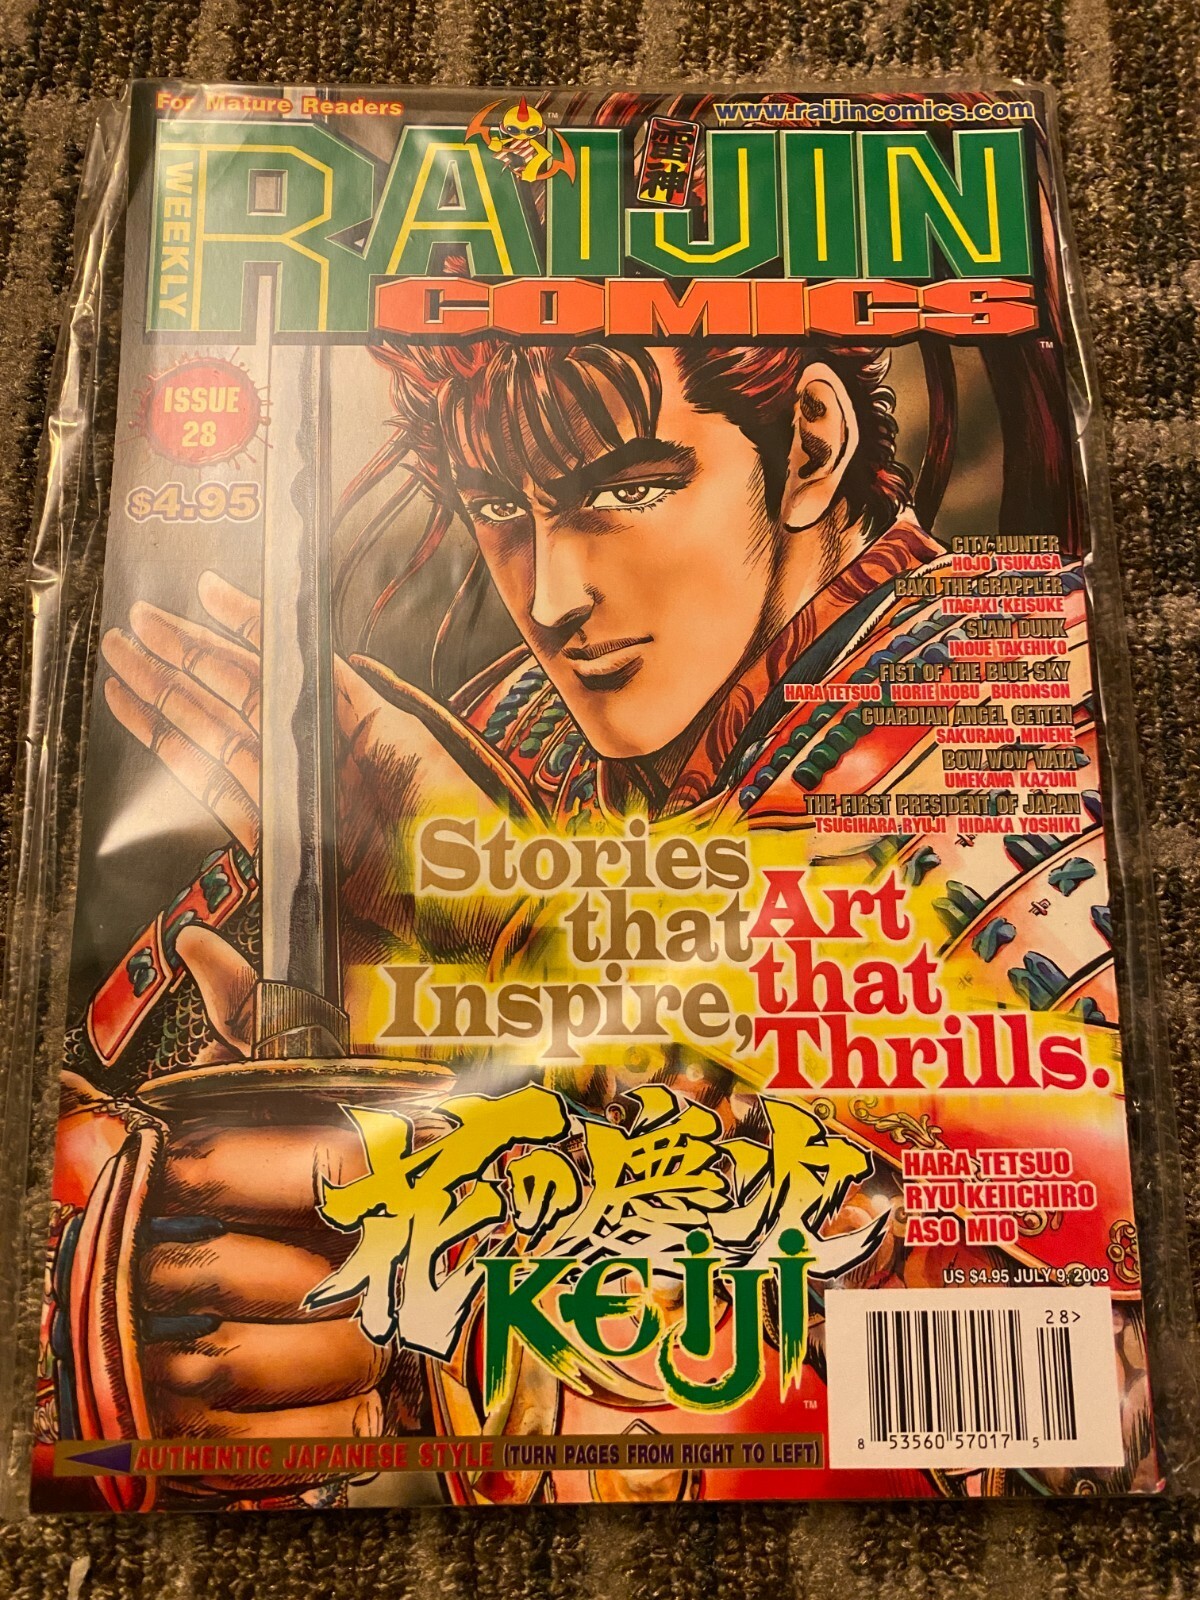 For Mature Readers
www.raijincomics.com
WEEKLY
RAIJIN
™
雷神
COMICS
™
ISSUE
28
$4.95
CITY HUNTER
HOJO TSUKASA
BAKI THE GRAPPLER
ITAGAKI KEISUKE
SLAM DUNK
INOUE TAKEHIKO
FIST OF THE BLUE SKY
HARA TETSUO HORIE NOBU BURONSON
GUARDIAN ANGEL GETTEN
SAKURANO MINENE
BOW WOW WATA
UMEKAWA KAZUMI
THE FIRST PRESIDENT OF JAPAN
TSUGIHARA RYUJI HIDAKA YOSHIKI
Stories
that
Inspire,
Art
that
Thrills.
花の慶次
KEIJI
™
HARA TETSUO
RYU KEIICHIRO
ASO MIO
US $4.95 JULY 9, 2003
28>
8 53560 57017 5
AUTHENTIC JAPANESE STYLE (TURN PAGES FROM RIGHT TO LEFT)